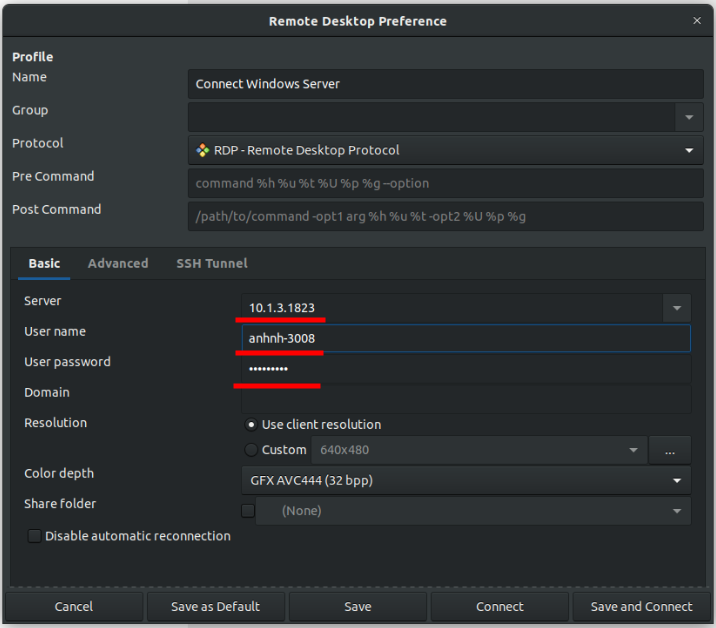 Remote Desktop Preference
Profile
Name
Connect Windows Server
Group
Protocol
RDP - Remote Desktop Protocol
Pre Command
command %h %u %t %U %p %g --option
Post Command
/path/to/command -opt1 arg %h %u %t -opt2 %U %p %g
Basic Advanced SSH Tunnel
Server
10.1.3.1823
User name
anhnh-3008
User password
•••••••••
Domain
Resolution
Use client resolution
Custom 640x480 ...
Color depth
GFX AVC444 (32 bpp)
Share folder
(None)
Disable automatic reconnection
Cancel Save as Default Save Connect Save and Connect